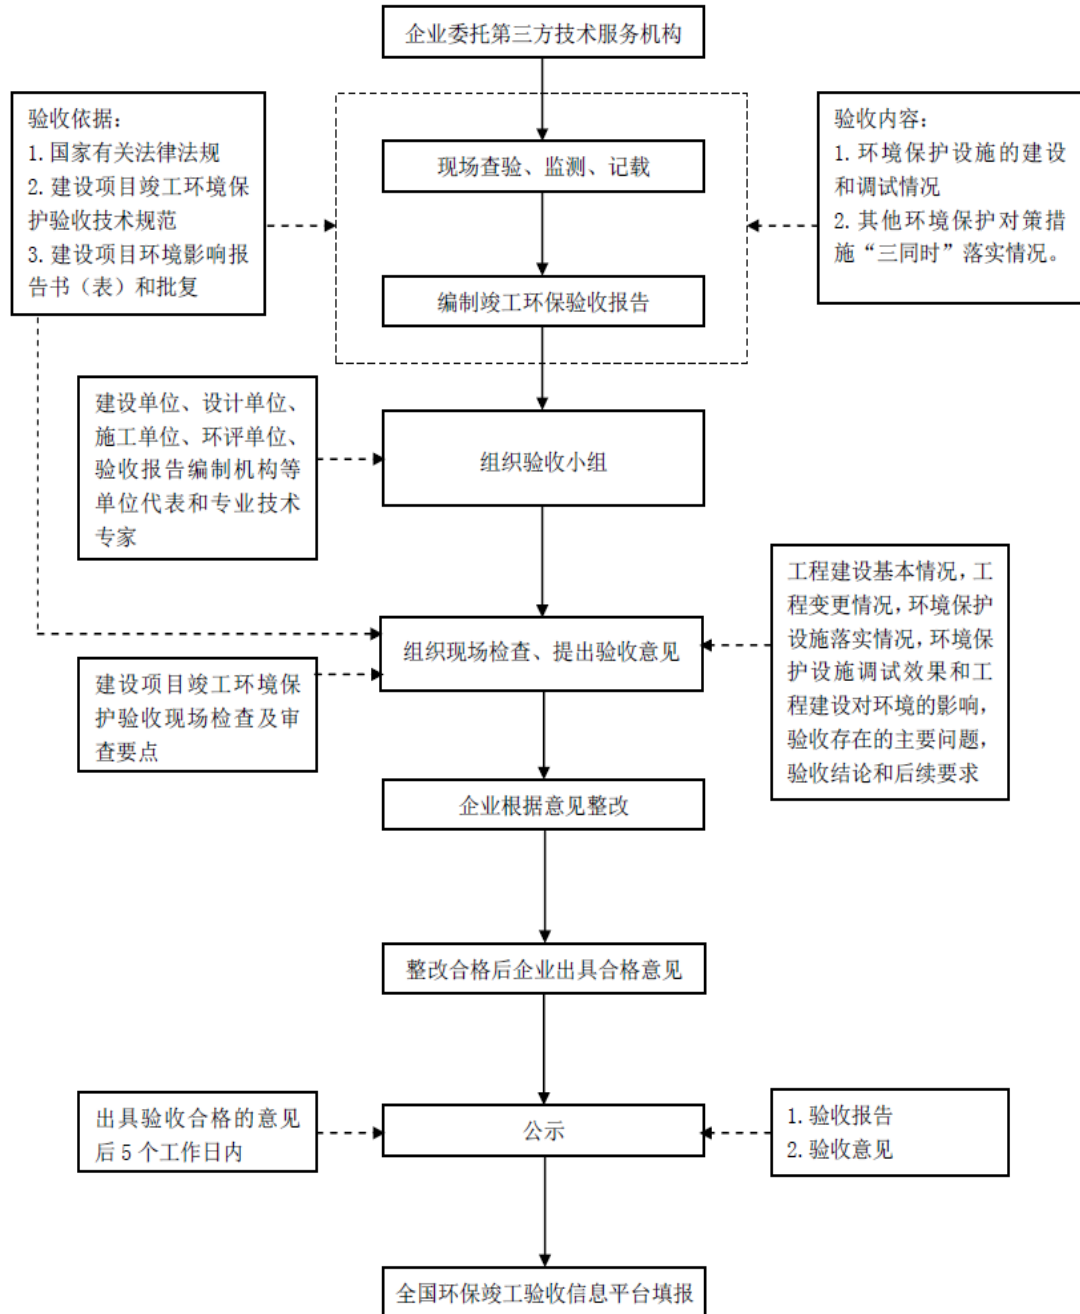 企业委托第三方技术服务机构
验收依据：
1.国家有关法律法规
2.建设项目竣工环境保
护验收技术规范
3.建设项目环境影响报
告书（表）和批复
现场查验、监测、记载
编制竣工环保验收报告
验收内容：
1.环境保护设施的建设
和调试情况
2.其他环境保护对策措
施“三同时”落实情况。
建设单位、设计单位、
施工单位、环评单位、
验收报告编制机构等
单位代表和专业技术
专家
组织验收小组
组织现场检查、提出验收意见
工程建设基本情况，工
程变更情况，环境保护
设施落实情况，环境保
护设施调试效果和工
程建设对环境的影响，
验收存在的主要问题，
验收结论和后续要求
建设项目竣工环境保
护验收现场检查及审
查要点
企业根据意见整改
整改合格后企业出具合格意见
出具验收合格的意见
后 5 个工作日内
公示
1.验收报告
2.验收意见
全国环保竣工验收信息平台填报